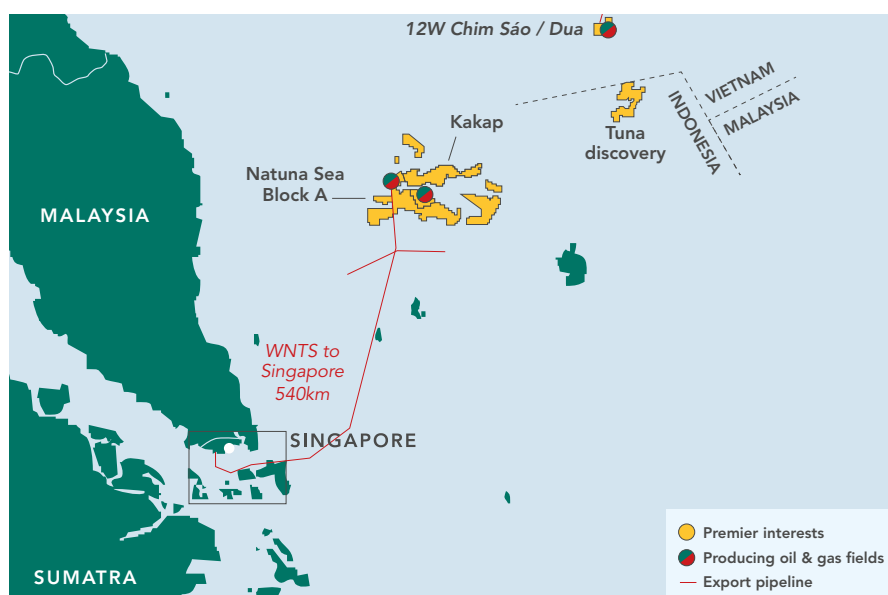 12W Chim Sáo / Dua
VIETNAM
MALAYSIA
INDONESIA
Tuna
discovery
Kakap
Natuna Sea
Block A
MALAYSIA
WNTS to
Singapore
540km
SINGAPORE
SUMATRA
Premier interests
Producing oil & gas fields
Export pipeline